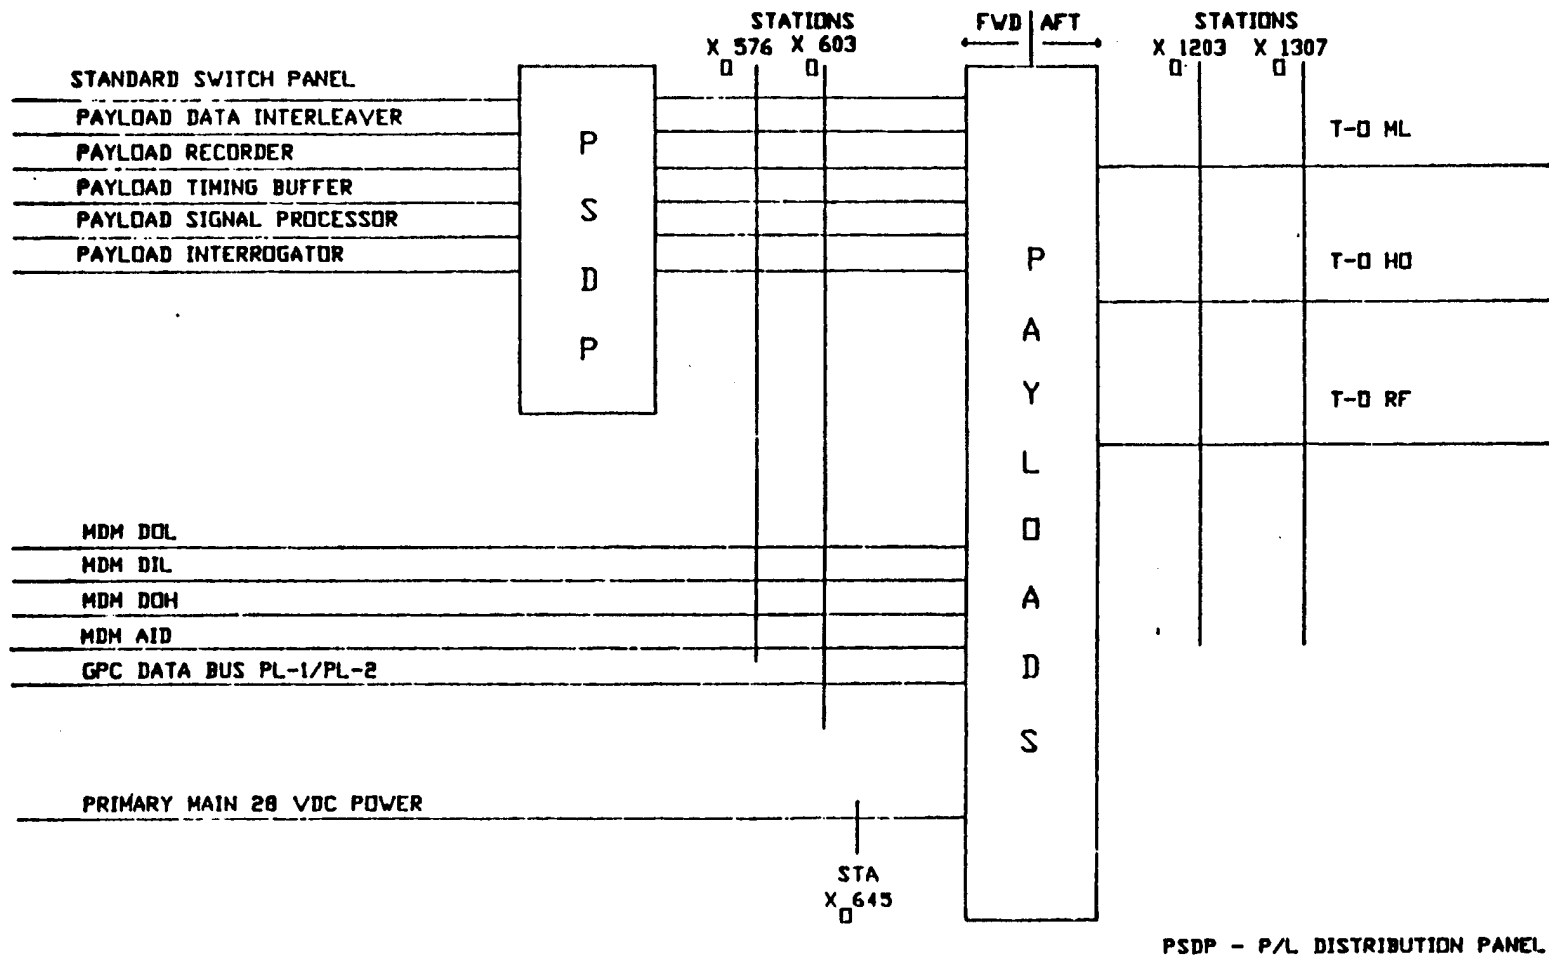 STATIONS
X 576 X 603
o o
FWD AFT
STATIONS
X 1203 X 1307
o o
STANDARD SWITCH PANEL
PAYLOAD DATA INTERLEAVER
PAYLOAD RECORDER
PAYLOAD TIMING BUFFER
PAYLOAD SIGNAL PROCESSOR
PAYLOAD INTERROGATOR
PSDP
PAYLOADS
T-0 ML
T-0 HO
T-0 RF
MDM DOL
MDM DIL
MDM DOH
MDM AID
GPC DATA BUS PL-1/PL-2
PRIMARY MAIN 28 VDC POWER
STA
X 645
o
PSDP - P/L DISTRIBUTION PANEL